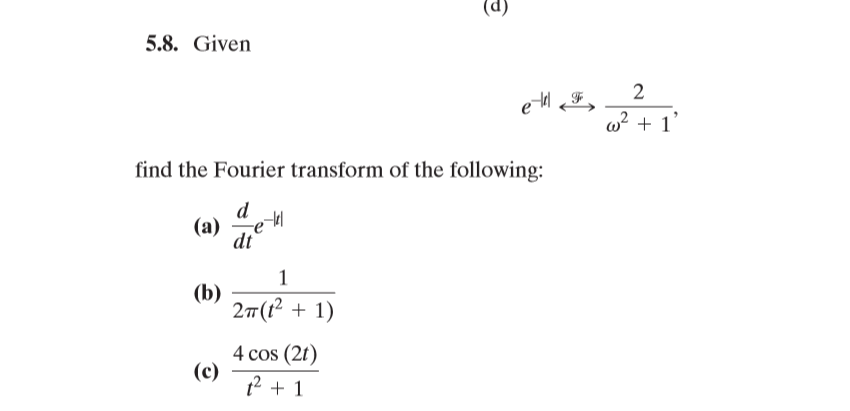 (d)
5.8. Given
e^{-|t|} \overset{\mathscr{F}}{\longleftrightarrow} \frac{2}{\omega^2 + 1},
find the Fourier transform of the following:
(a) \frac{d}{dt}e^{-|t|}
(b) \frac{1}{2\pi(t^2 + 1)}
(c) \frac{4 \cos (2t)}{t^2 + 1}